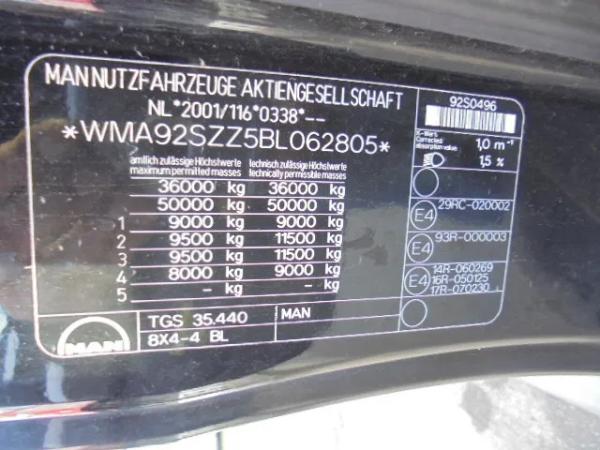 MAN NUTZFAHRZEUGE AKTIENGESELLSCHAFT
NL*2001/116*0338*--
*WMA92SZZ5BL062805*
92S0496
X-Wert
Corrected
absorption value
1,0 m⁻¹
1,5 %
amtlich zulässige Höchstwerte
maximum permitted masses
technisch zulässige Höchstwerte
technically permissible masses
36000 kg 36000 kg
50000 kg 50000 kg
1 9000 kg 9000 kg
2 9500 kg 11500 kg
3 9500 kg 11500 kg
4 8000 kg 9000 kg
5 - kg - kg
E4 29RC-020002
E4 93R-000003
E4 14R-060269
16R-050125
17R-070230
MAN
TGS 35.440
8X4-4 BL
MAN